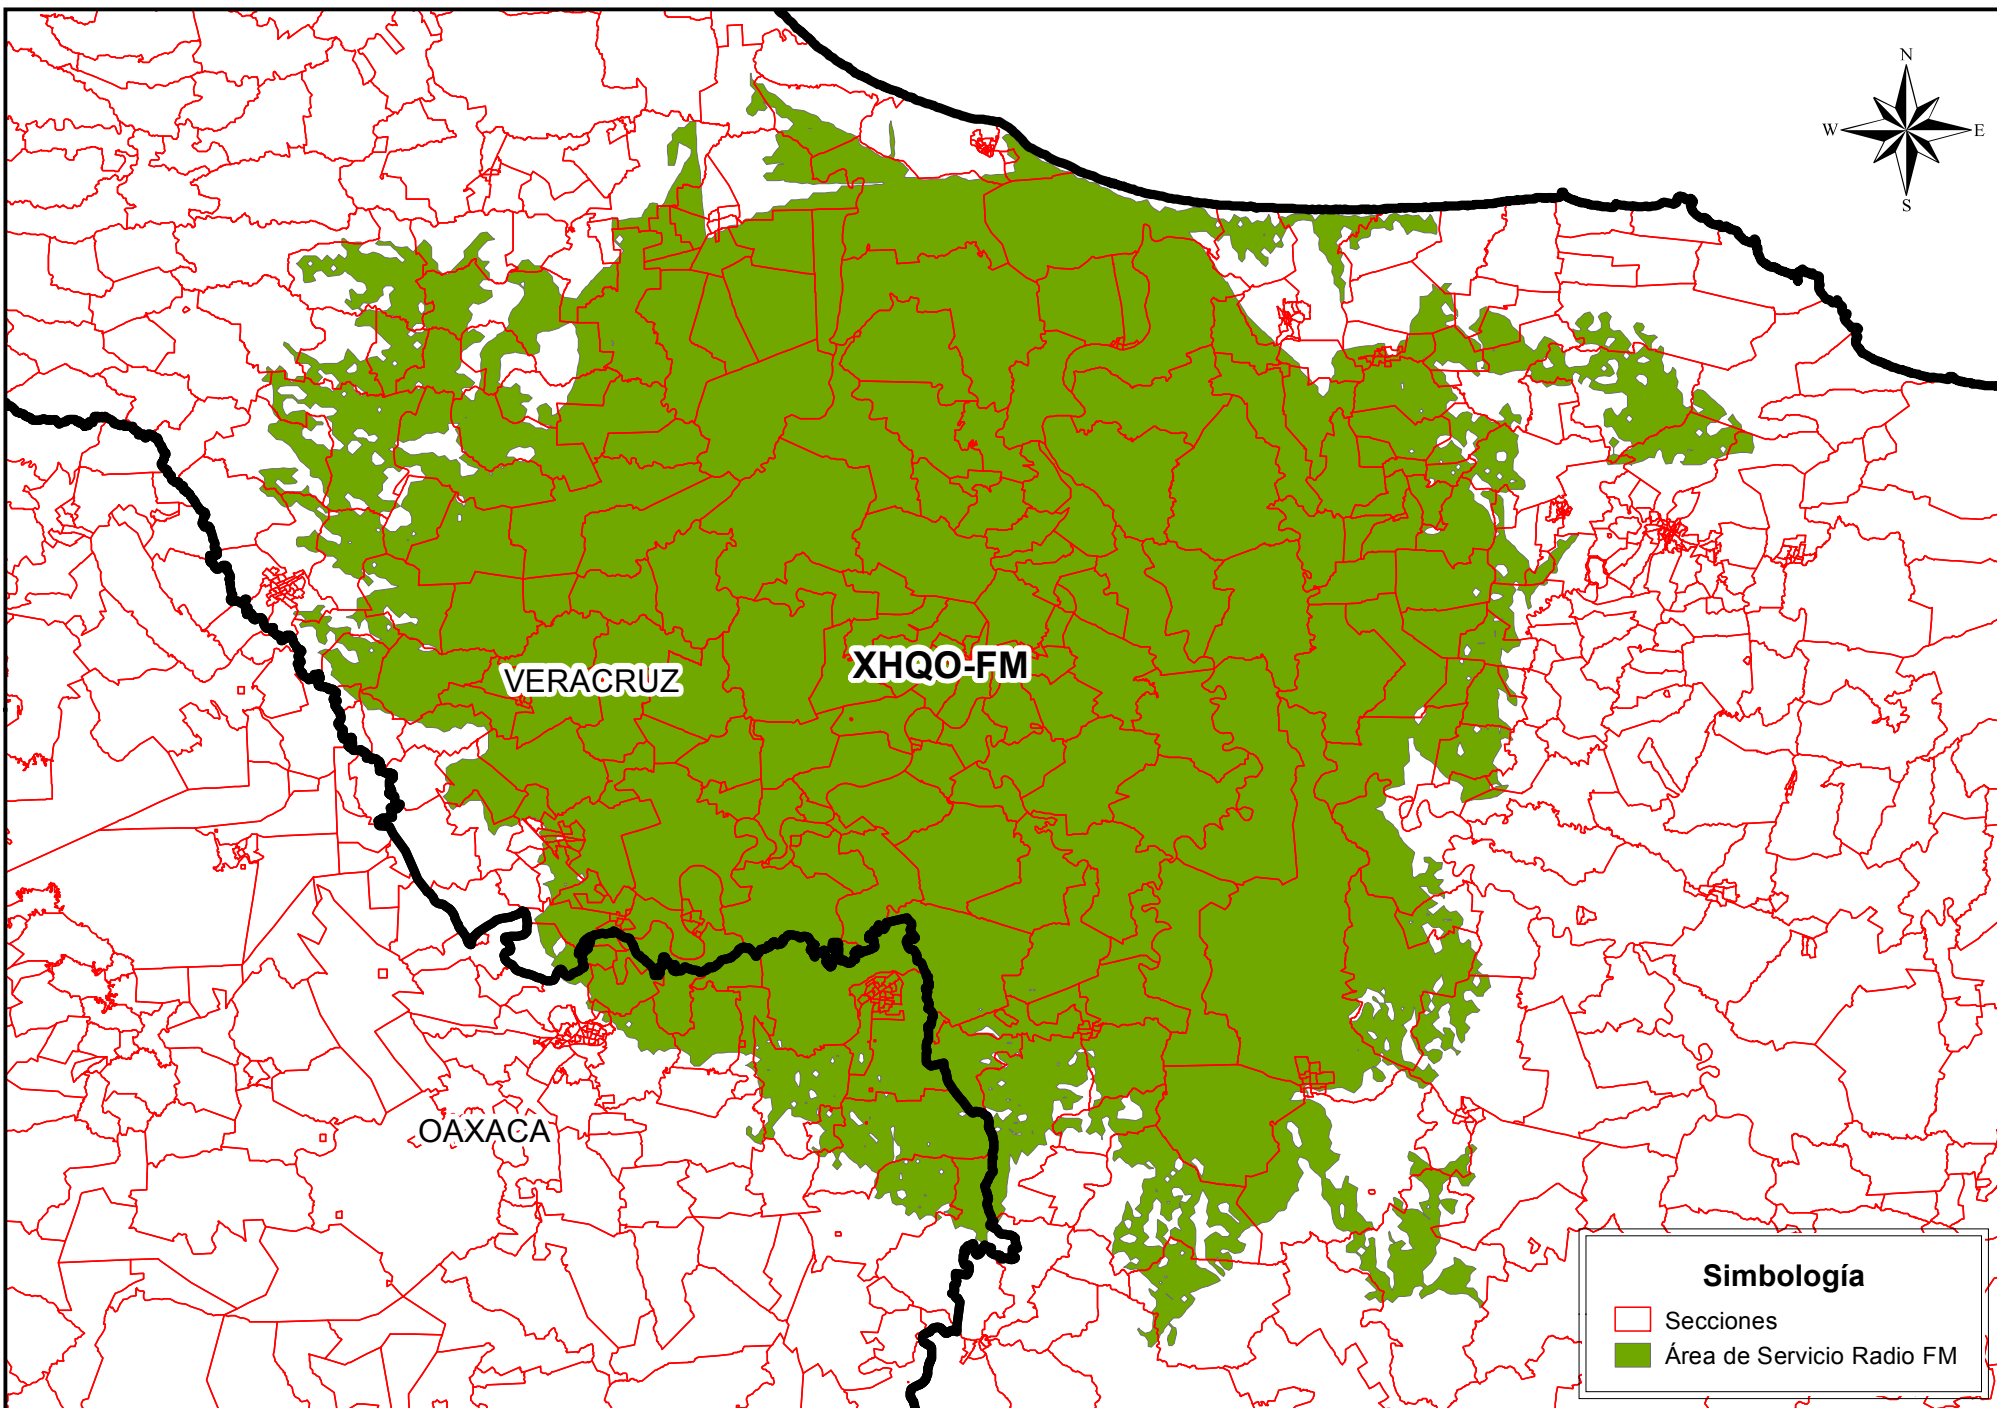 N
W E
S
VERACRUZ
XHQO-FM
OAXACA
Simbología
Secciones
Área de Servicio Radio FM